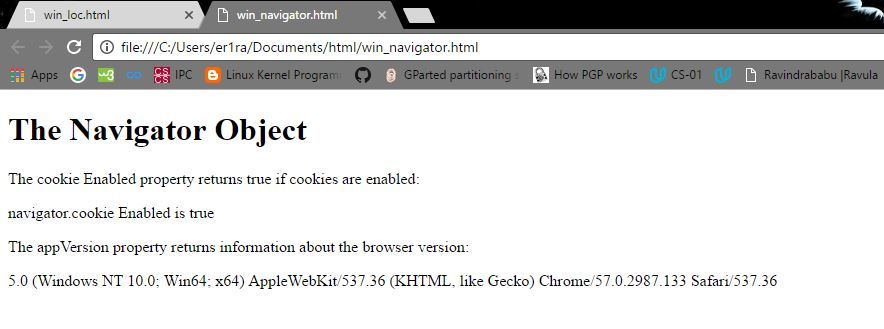 win_loc.html
win_navigator.html
file:///C:/Users/er1ra/Documents/html/win_navigator.html
Apps IPC Linux Kernel Program GParted partitioning s How PGP works CS-01 Ravindrababu |Ravula
The Navigator Object
The cookie Enabled property returns true if cookies are enabled:
navigator.cookie Enabled is true
The appVersion property returns information about the browser version:
5.0 (Windows NT 10.0; Win64; x64) AppleWebKit/537.36 (KHTML, like Gecko) Chrome/57.0.2987.133 Safari/537.36